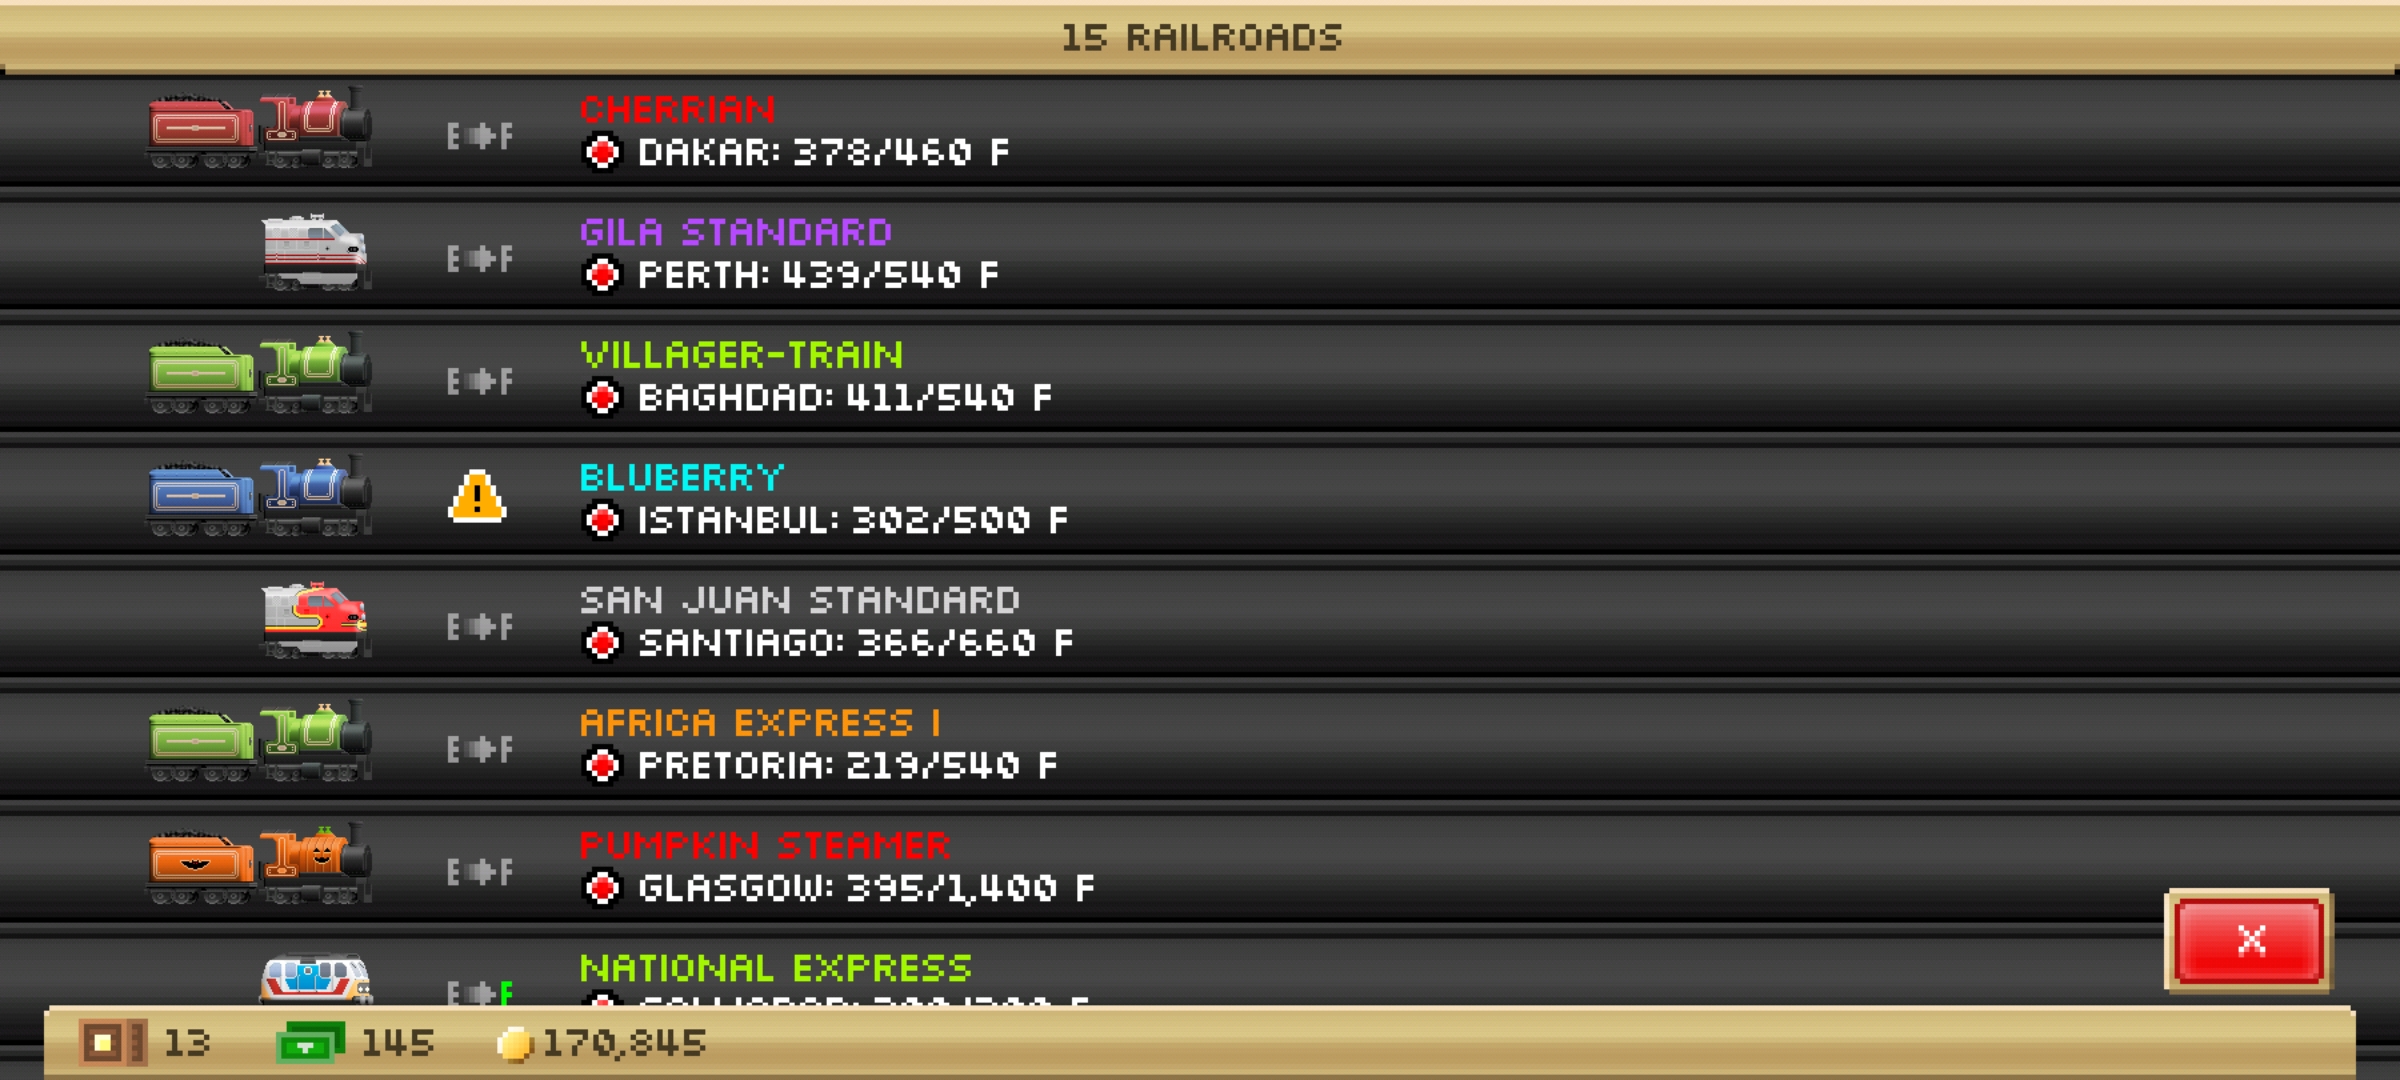 15 RAILROADS
CHERRIAN
E F
DAKAR: 378/460 F
GILA STANDARD
E F
PERTH: 439/540 F
VILLAGER-TRAIN
E F
BAGHDAD: 411/540 F
BLUBERRY
!
ISTANBUL: 302/500 F
SAN JUAN STANDARD
E F
SANTIAGO: 366/660 F
AFRICA EXPRESS I
E F
PRETORIA: 219/540 F
PUMPKIN STEAMER
E F
GLASGOW: 395/1,400 F
X
NATIONAL EXPRESS
E F
13 145 170,845